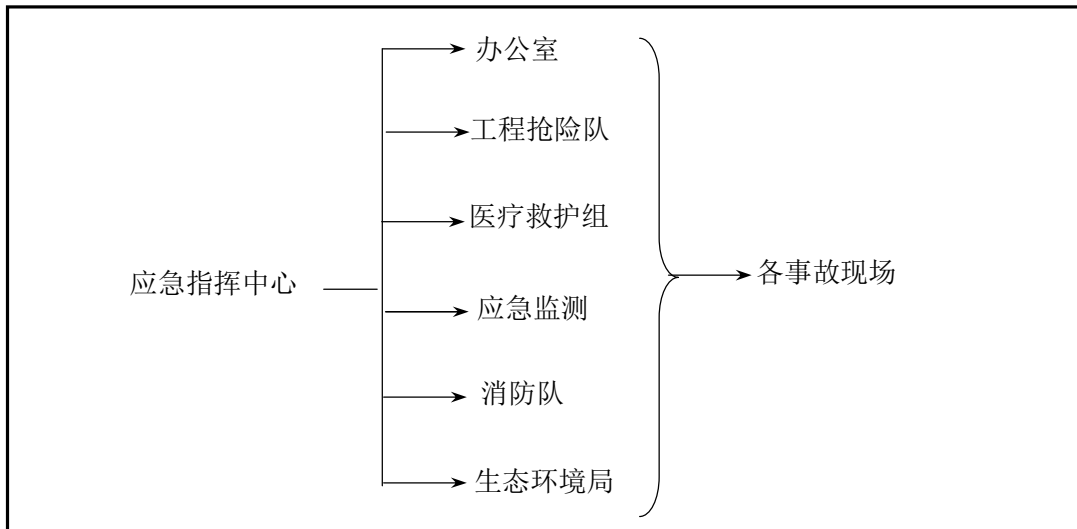 办公室
工程抢险队
医疗救护组
应急指挥中心
应急监测
消防队
生态环境局
各事故现场